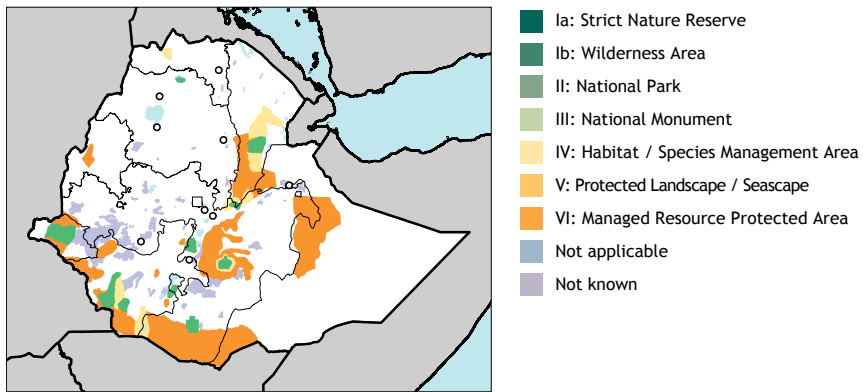 Ia: Strict Nature Reserve
Ib: Wilderness Area
II: National Park
III: National Monument
IV: Habitat / Species Management Area
V: Protected Landscape / Seascape
VI: Managed Resource Protected Area
Not applicable
Not known